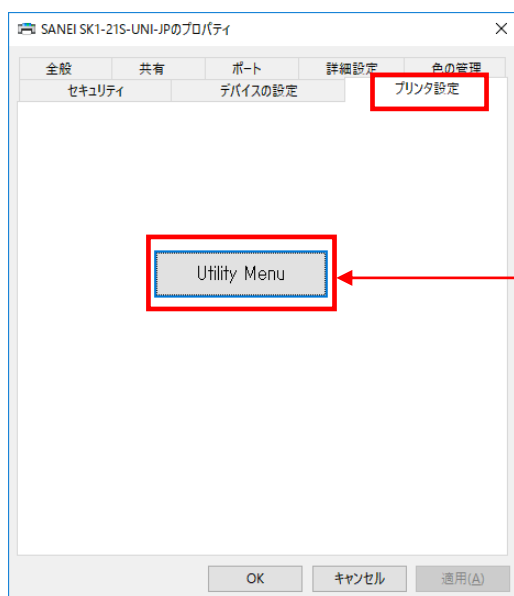 SANEI SK1-21S-UNI-JPのプロパティ
全般 共有 ポート 詳細設定 色の管理
セキュリティ デバイスの設定 プリンタ設定
Utility Menu
OK キャンセル 適用(A)